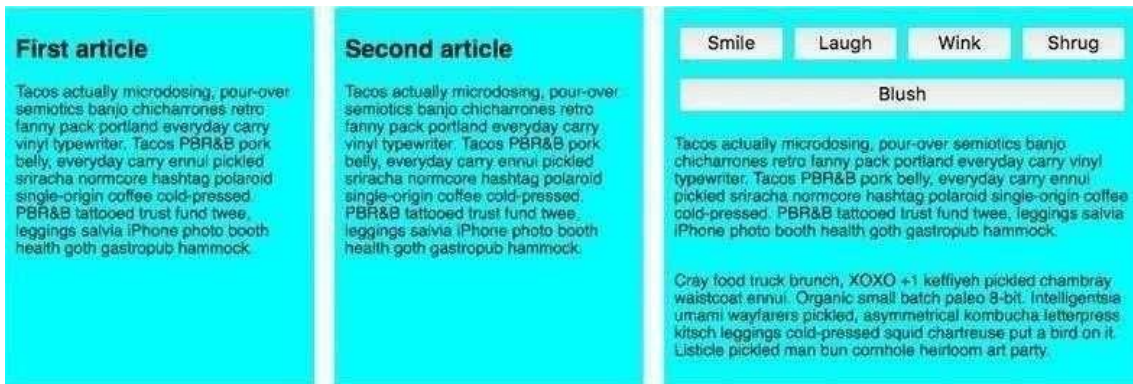 First article
Tacos actually microdosing, pour-over
semiotics banjo chicharrones retro
fanny pack portland everyday carry
vinyl typewriter. Tacos PBR&B pork
belly, everyday carry ennui pickled
sriracha normcore hashtag polaroid
single-origin coffee cold-pressed.
PBR&B tattooed trust fund twee,
leggings salvia iPhone photo booth
health goth gastropub hammock.
Second article
Tacos actually microdosing, pour-over
semiotics banjo chicharrones retro
fanny pack portland everyday carry
vinyl typewriter. Tacos PBR&B pork
belly, everyday carry ennui pickled
sriracha normcore hashtag polaroid
single-origin coffee cold-pressed.
PBR&B tattooed trust fund twee,
leggings salvia iPhone photo booth
health goth gastropub hammock.
Smile Laugh Wink Shrug
Blush
Tacos actually microdosing, pour-over semiotics banjo
chicharrones retro fanny pack portland everyday carry vinyl
typewriter. Tacos PBR&B pork belly, everyday carry ennui
pickled sriracha normcore hashtag polaroid single-origin coffee
cold-pressed. PBR&B tattooed trust fund twee, leggings salvia
iPhone photo booth health goth gastropub hammock.
Cray food truck brunch, XOXO +1 keffiyeh pickled chambray
waistcoat ennui. Organic small batch paleo 8-bit. Intelligentsia
umami wayfarers pickled, asymmetrical kombucha letterpress
kitsch leggings cold-pressed squid chartreuse put a bird on it.
Listicle pickled man bun cornhole heirloom art party.